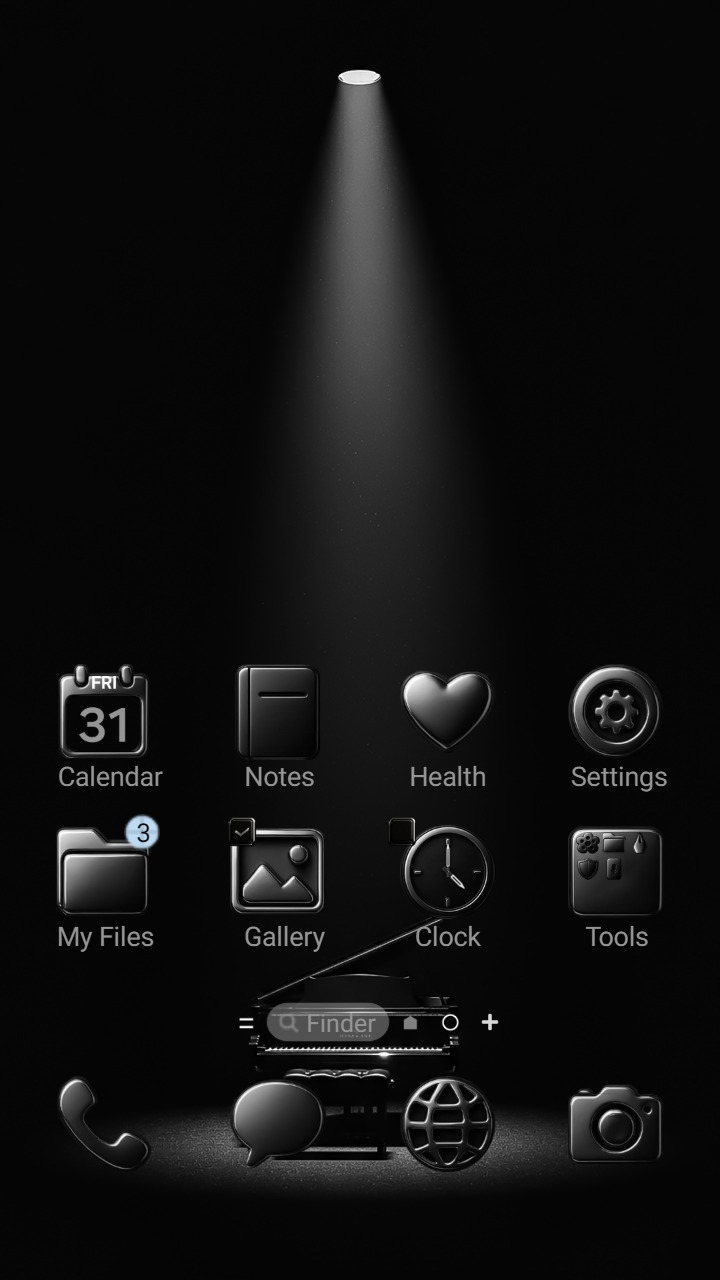 FRI
31
Calendar
Notes
Health
Settings
3
My Files
Gallery
Clock
Tools
Finder